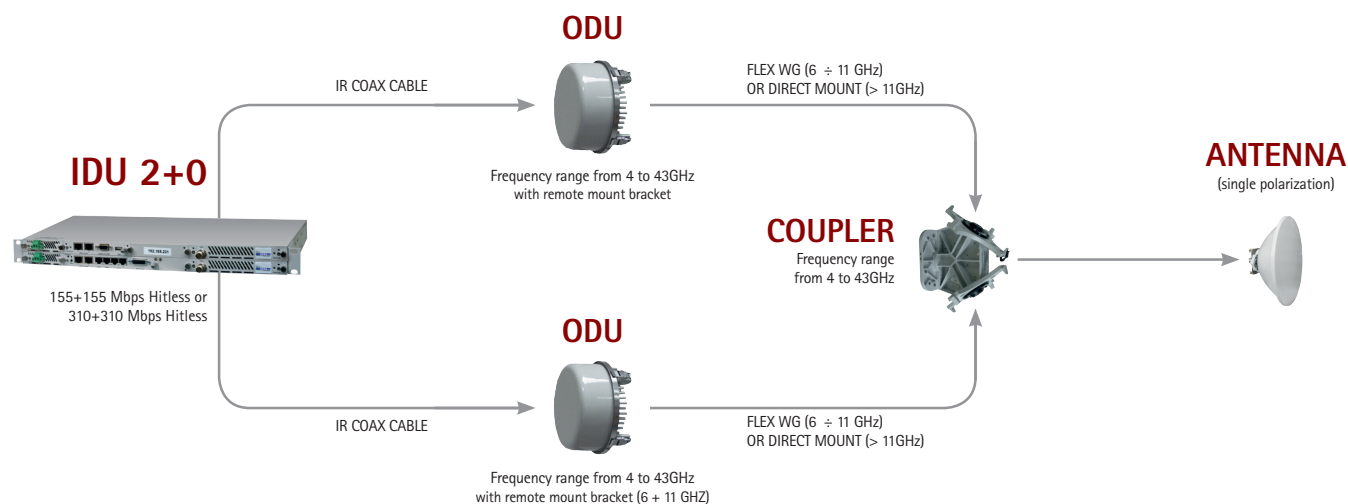 ODU
IR COAX CABLE
FLEX WG (6 ÷ 11 GHz)
OR DIRECT MOUNT (> 11GHz)
IDU 2+0
Frequency range from 4 to 43GHz
with remote mount bracket
ANTENNA
(single polarization)
COUPLER
Frequency range
from 4 to 43GHz
155+155 Mbps Hitless or
310+310 Mbps Hitless
ODU
IR COAX CABLE
FLEX WG (6 ÷ 11 GHz)
OR DIRECT MOUNT (> 11GHz)
Frequency range from 4 to 43GHz
with remote mount bracket (6 + 11 GHZ)